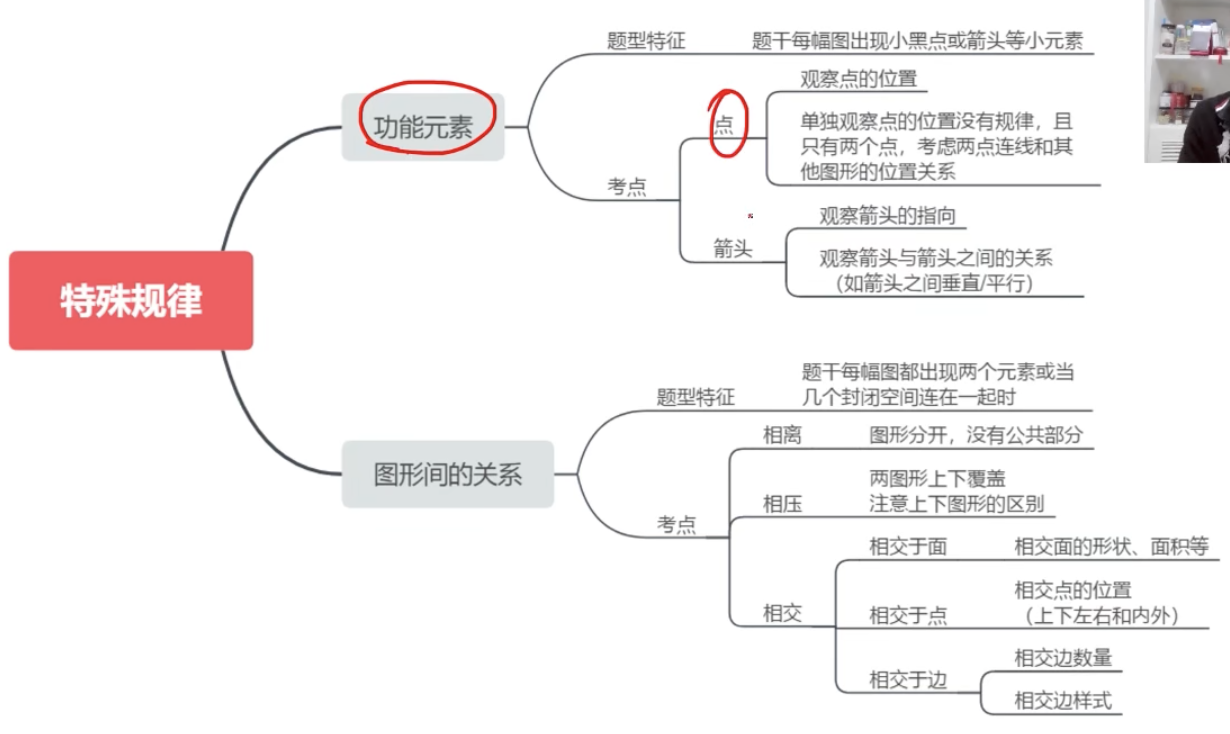 特殊规律
功能元素
题型特征
题干每幅图出现小黑点或箭头等小元素
考点
点
观察点的位置
单独观察点的位置没有规律，且
只有两个点，考虑两点连线和其
他图形的位置关系
箭头
观察箭头的指向
观察箭头与箭头之间的关系
（如箭头之间垂直/平行）
图形间的关系
题型特征
题干每幅图都出现两个元素或当
几个封闭空间连在一起时
考点
相离
图形分开，没有公共部分
相压
两图形上下覆盖
注意上下图形的区别
相交
相交于面
相交面的形状、面积等
相交于点
相交点的位置
（上下左右和内外）
相交于边
相交边数量
相交边样式